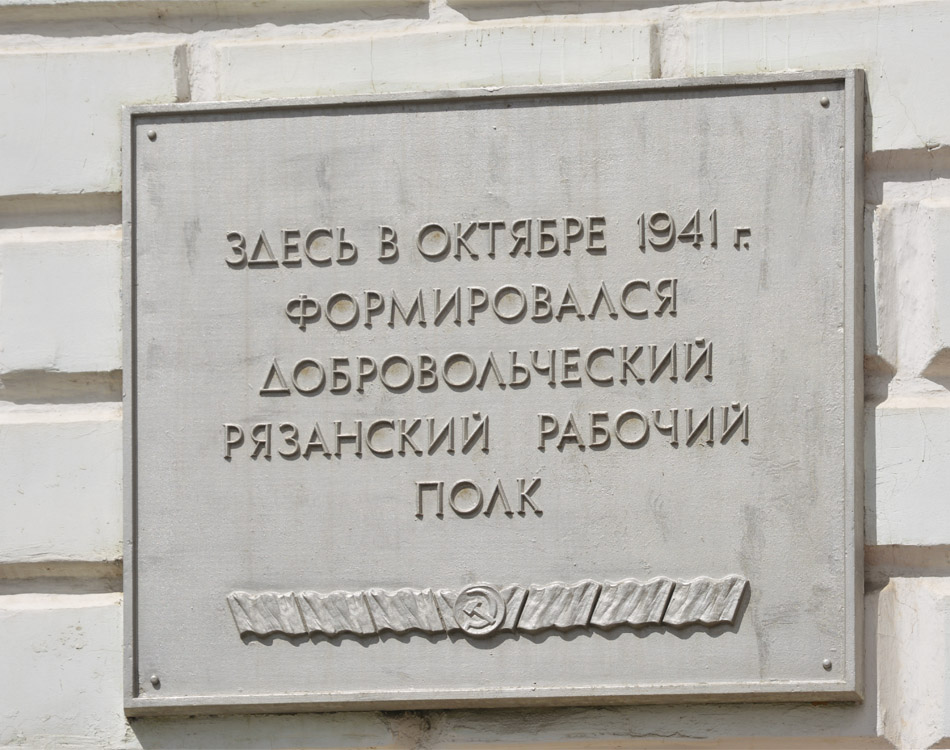 ЗДЕСЬ В ОКТЯБРЕ 1941 г.
ФОРМИРОВАЛСЯ
ДОБРОВОЛЬЧЕСКИЙ
РЯЗАНСКИЙ РАБОЧИЙ
ПОЛК